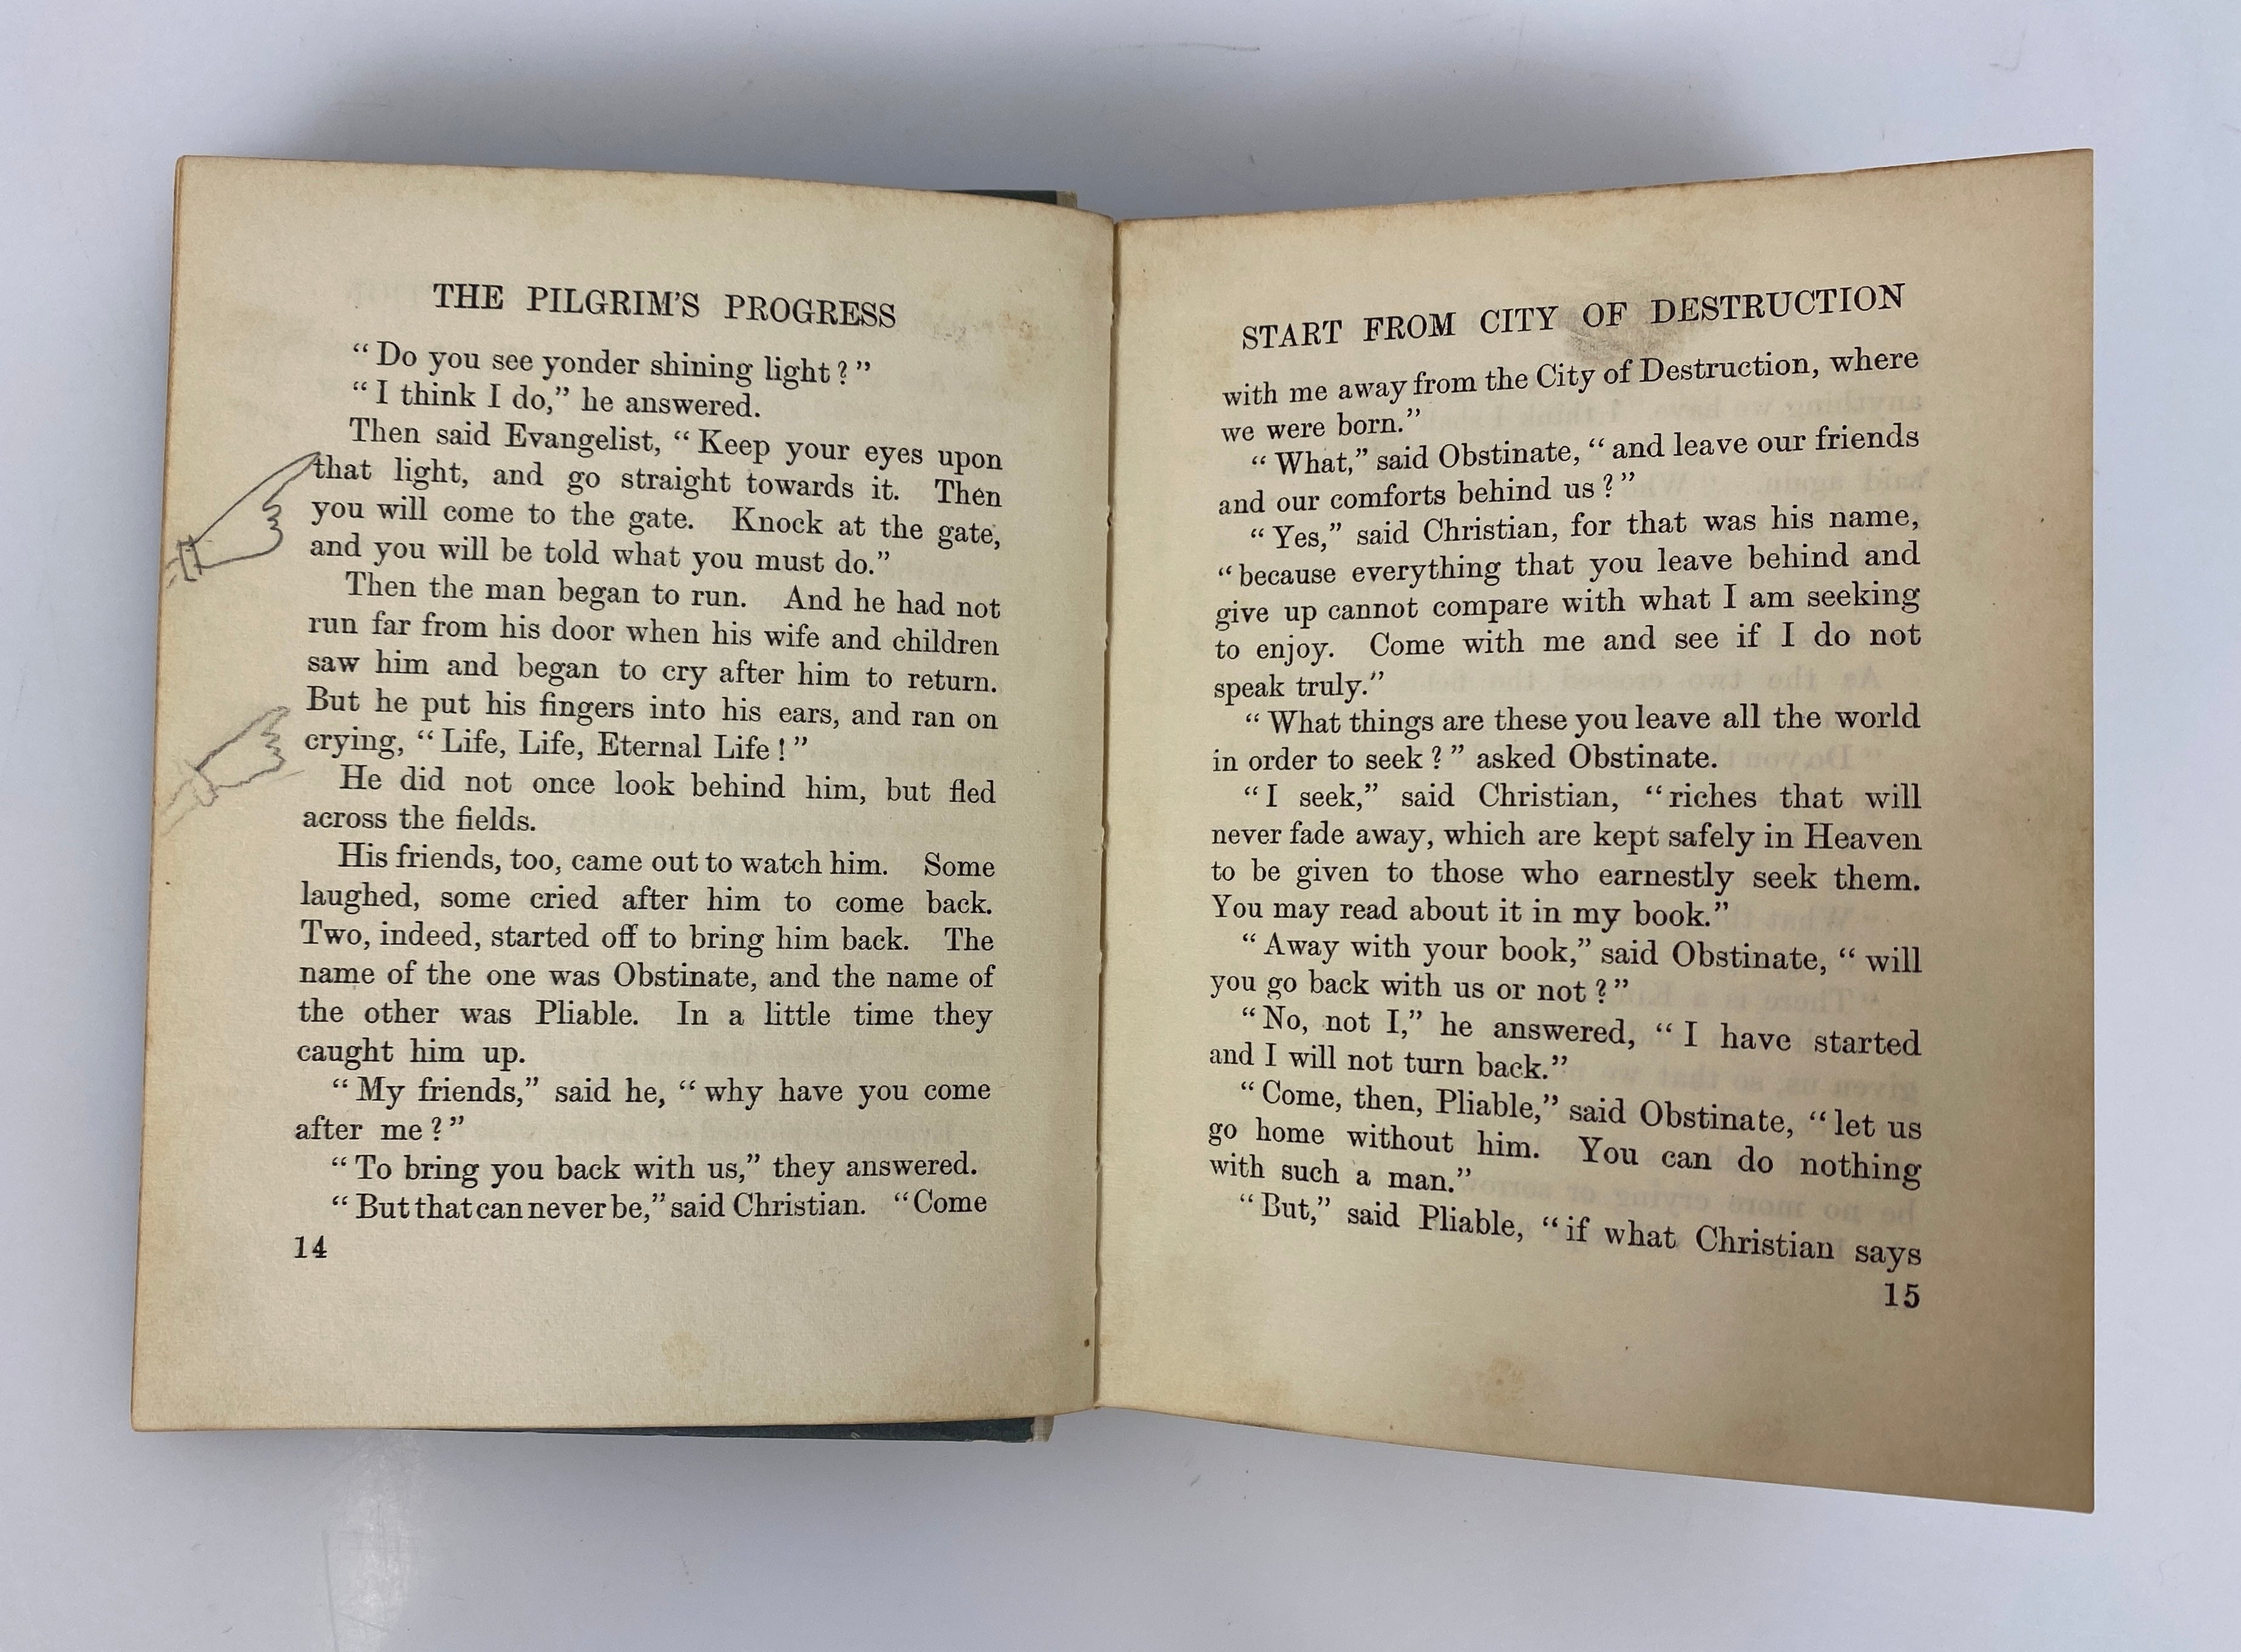 THE PILGRIM'S PROGRESS
“Do you see yonder shining light?”
“I think I do,” he answered.
Then said Evangelist, “Keep your eyes upon
that light, and go straight towards it. Then
you will come to the gate. Knock at the gate,
and you will be told what you must do.”
Then the man began to run. And he had not
run far from his door when his wife and children
saw him and began to cry after him to return.
But he put his fingers into his ears, and ran on
crying, “Life, Life, Eternal Life!”
He did not once look behind him, but fled
across the fields.
His friends, too, came out to watch him. Some
laughed, some cried after him to come back.
Two, indeed, started off to bring him back. The
name of the one was Obstinate, and the name of
the other was Pliable. In a little time they
caught him up.
“My friends,” said he, “why have you come
after me?”
“To bring you back with us,” they answered.
“But that can never be,” said Christian. “Come
14
START FROM CITY OF DESTRUCTION
with me away from the City of Destruction, where
we were born.”
“What,” said Obstinate, “and leave our friends
and our comforts behind us?”
“Yes,” said Christian, for that was his name,
“because everything that you leave behind and
give up cannot compare with what I am seeking
to enjoy. Come with me and see if I do not
speak truly.”
“What things are these you leave all the world
in order to seek?” asked Obstinate.
“I seek,” said Christian, “riches that will
never fade away, which are kept safely in Heaven
to be given to those who earnestly seek them.
You may read about it in my book.”
“Away with your book,” said Obstinate, “will
you go back with us or not?”
“No, not I,” he answered, “I have started
and I will not turn back.”
“Come, then, Pliable,” said Obstinate, “let us
go home without him. You can do nothing
with such a man.”
“But,” said Pliable, “if what Christian says
15